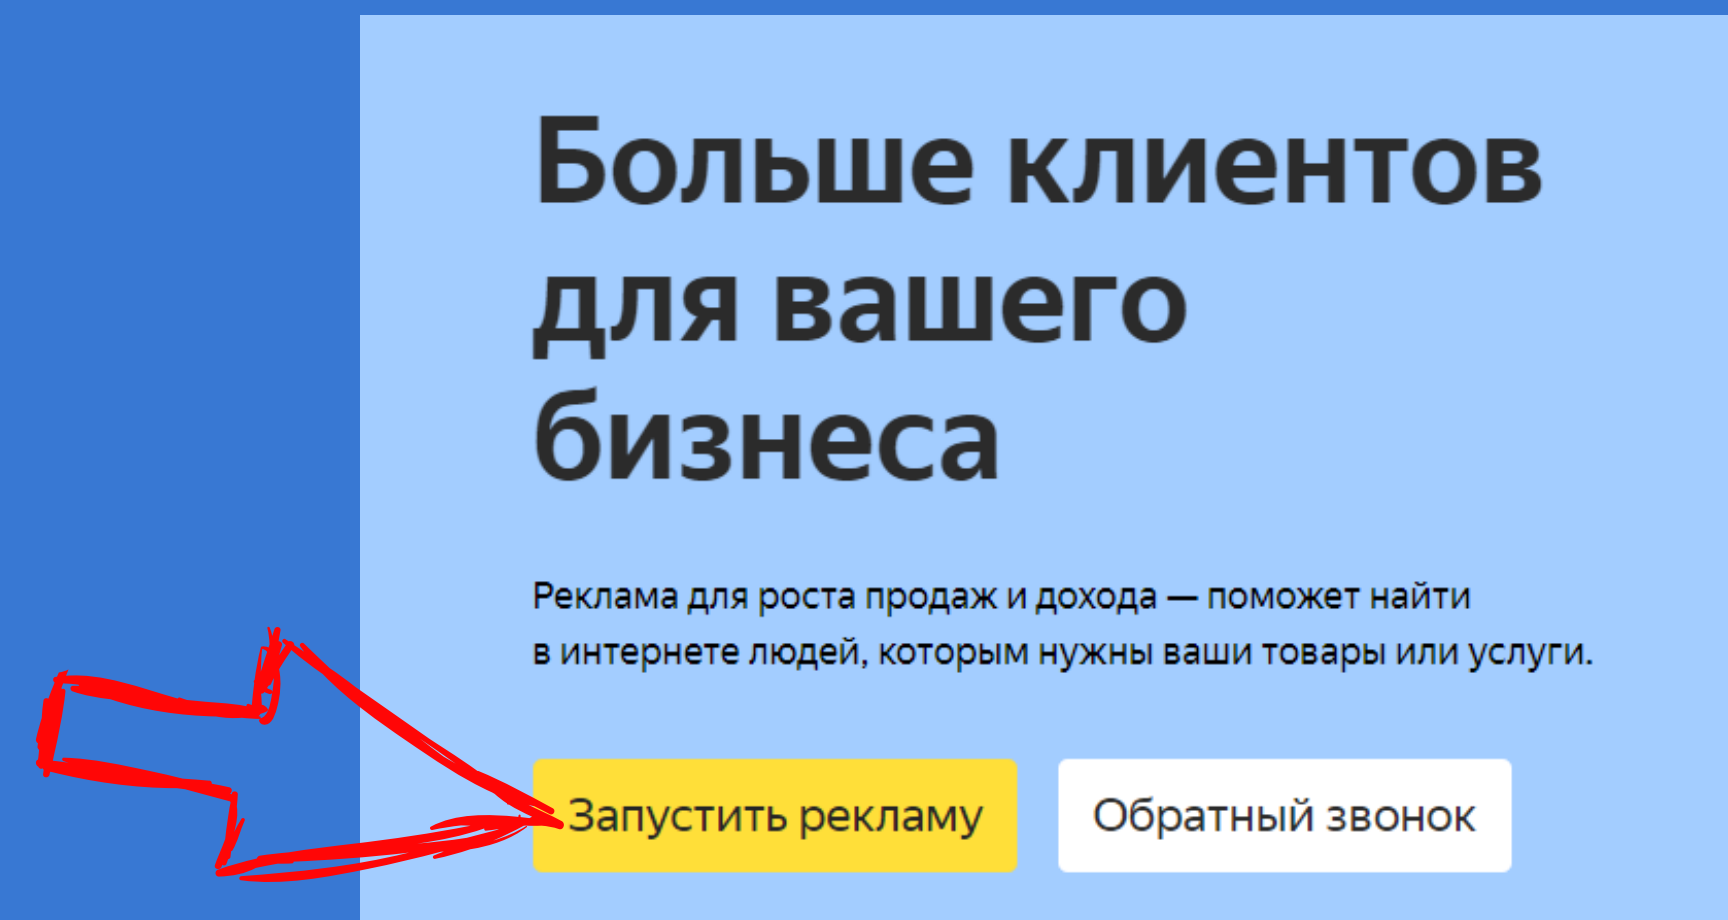 Больше клиентов
для вашего
бизнеса
Реклама для роста продаж и дохода — поможет найти
в интернете людей, которым нужны ваши товары или услуги.
Запустить рекламу
Обратный звонок